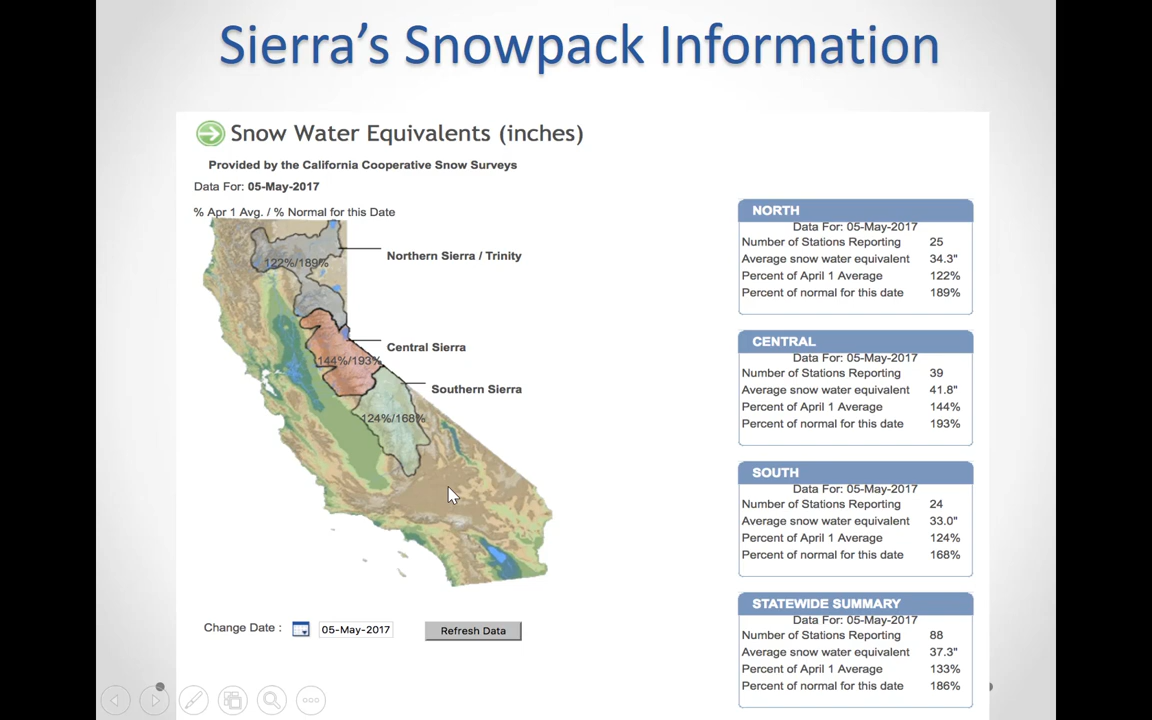 Sierra's Snowpack Information
Snow Water Equivalents (inches)
Provided by the California Cooperative Snow Surveys
Data For: 05-May-2017
% Apr 1 Avg. / % Normal for this Date
122%/189%
Northern Sierra / Trinity
144%/193%
Central Sierra
124%/168%
Southern Sierra
Change Date :
05-May-2017
Refresh Data
NORTH
Data For: 05-May-2017
Number of Stations Reporting 25
Average snow water equivalent 34.3"
Percent of April 1 Average 122%
Percent of normal for this date 189%
CENTRAL
Data For: 05-May-2017
Number of Stations Reporting 39
Average snow water equivalent 41.8"
Percent of April 1 Average 144%
Percent of normal for this date 193%
SOUTH
Data For: 05-May-2017
Number of Stations Reporting 24
Average snow water equivalent 33.0"
Percent of April 1 Average 124%
Percent of normal for this date 168%
STATEWIDE SUMMARY
Data For: 05-May-2017
Number of Stations Reporting 88
Average snow water equivalent 37.3"
Percent of April 1 Average 133%
Percent of normal for this date 186%